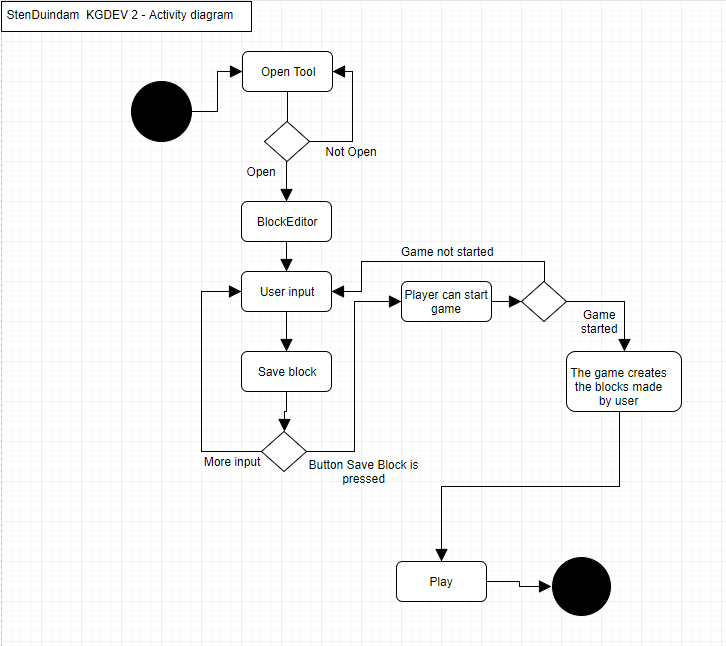 StenDuindam  KGDEV 2 - Activity diagram
Open Tool
Not Open
Open
BlockEditor
Game not started
User input
Player can start
game
Game
started
Save block
The game creates
the blocks made
by user
More input
Button Save Block is
pressed
Play